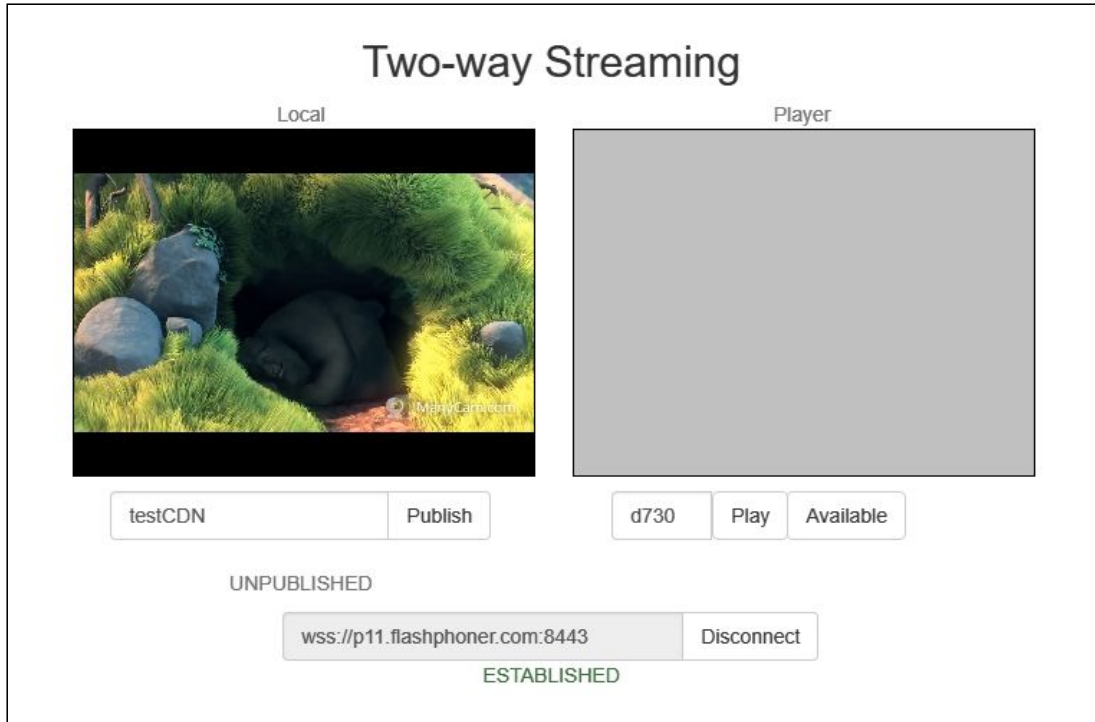 Two-way Streaming
Local
Player
ManyCam.com
testCDN
Publish
d730
Play
Available
UNPUBLISHED
wss://p11.flashphoner.com:8443
Disconnect
ESTABLISHED